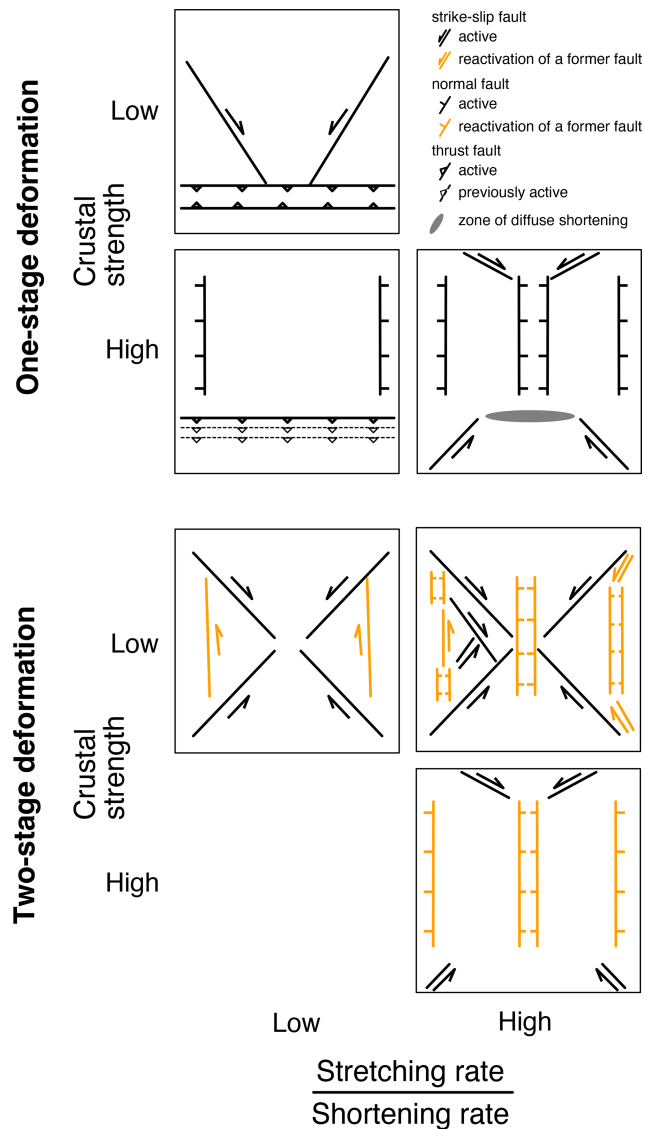 strike-slip fault
active
reactivation of a former fault
normal fault
active
reactivation of a former fault
thrust fault
active
previously active
zone of diffuse shortening
One-stage deformation
Low
Crustal
strength
High
Two-stage deformation
Low
Crustal
strength
High
Low
High
Stretching rate
Shortening rate